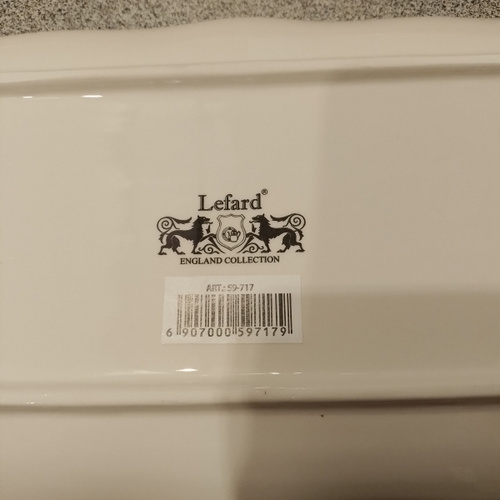 Lefard®
ENGLAND COLLECTION
ART.: 59-717
6 907000 597179